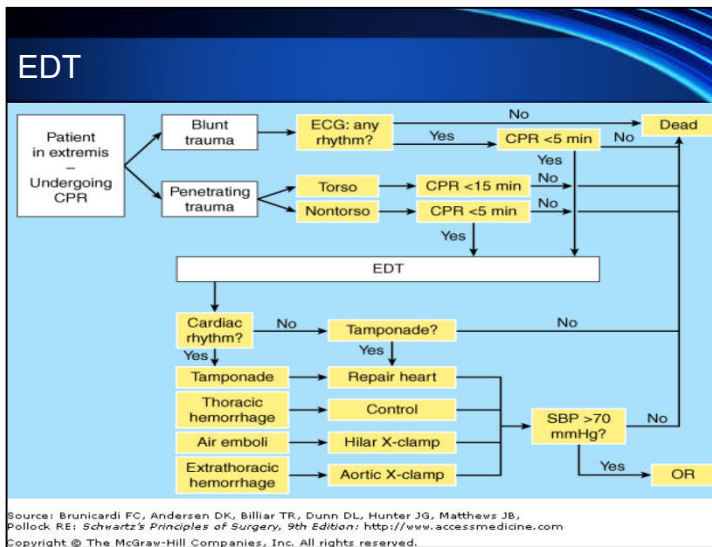 EDT
Patient
in extremis
–
Undergoing
CPR
Blunt
trauma
ECG: any
rhythm?
No
Yes
CPR <5 min
No
Yes
Dead
Penetrating
trauma
Torso
CPR <15 min
No
Nontorso
CPR <5 min
No
Yes
EDT
Cardiac
rhythm?
No
Tamponade?
No
Yes
Yes
Tamponade
Repair heart
Thoracic
hemorrhage
Control
Air emboli
Hilar X-clamp
Extrathoracic
hemorrhage
Aortic X-clamp
SBP >70
mmHg?
No
Yes
OR
Source: Brunicardi FC, Andersen DK, Billiar TR, Dunn DL, Hunter JG, Matthews JB,
Pollock RE: Schwartz's Principles of Surgery, 9th Edition: http://www.accessmedicine.com
Copyright © The McGraw-Hill Companies, Inc. All rights reserved.